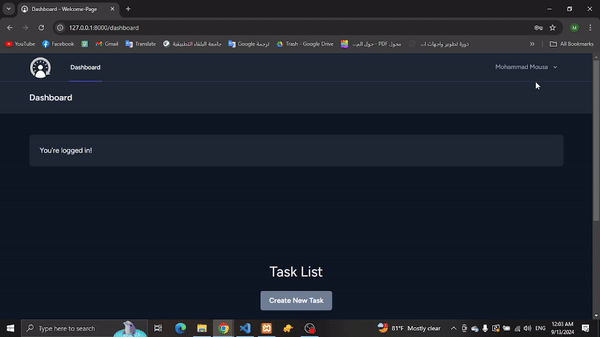 Dashboard - Welcome-Page
127.0.0.1:8000/dashboard
YouTube
Facebook
Gmail
Translate
جامعة البلقاء التطبيقية
ترجمة Google
Trash - Google Drive
محول PDF - حول الم...
دورة تطوير واجهات ا...
All Bookmarks
Dashboard
Mohammad Mousa
Dashboard
You're logged in!
Task List
Create New Task
Type here to search
81°F Mostly clear
ENG
12:03 AM
9/13/2024